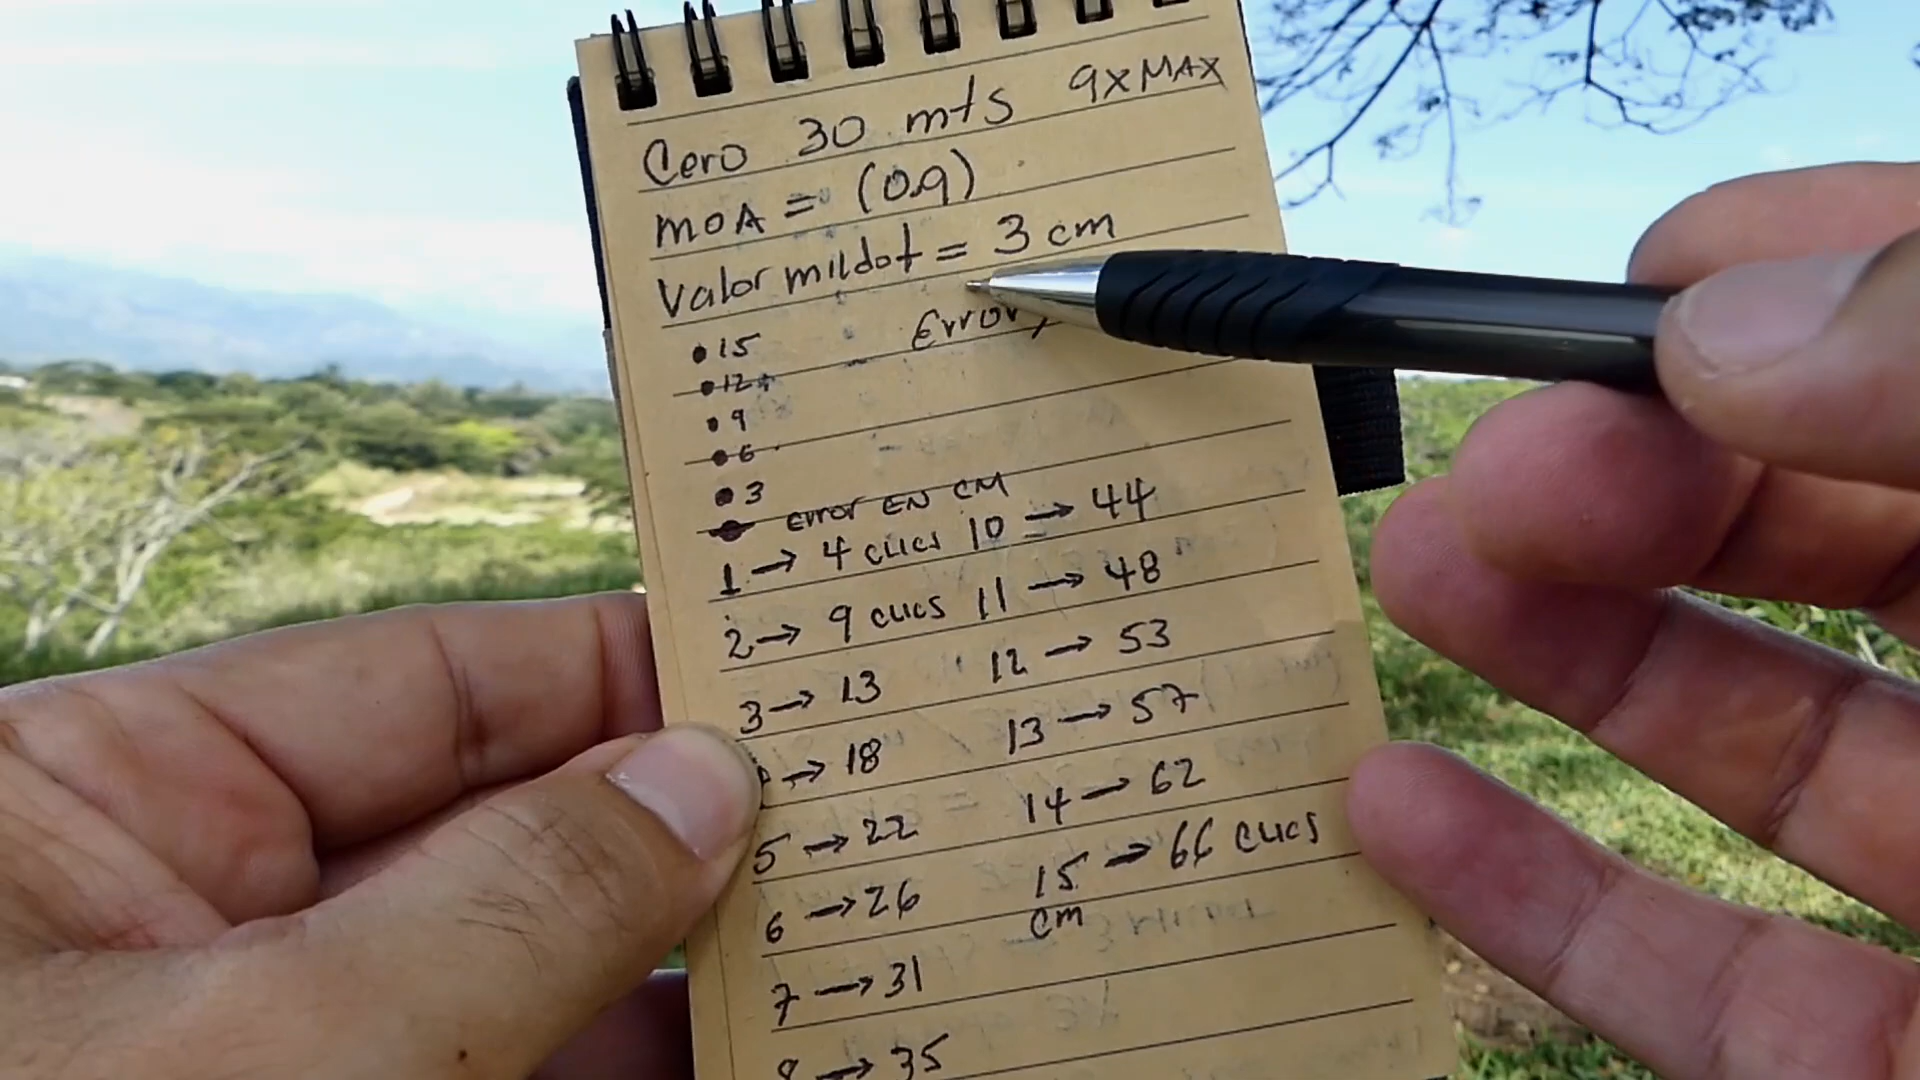 Cero 30 mts 9XMAX
MOA = (0.9)
Valor mildot = 3 cm
Error
• 15
• 12
• 9
• 6
• 3
error EN CM
1 → 4 clics 10 → 44
2 → 9 clics 11 → 48
3 → 13 12 → 53
→ 18 13 → 57
5 → 22 14 → 62
6 → 26 15 → 66 clics
cm
7 → 31
8 → 35